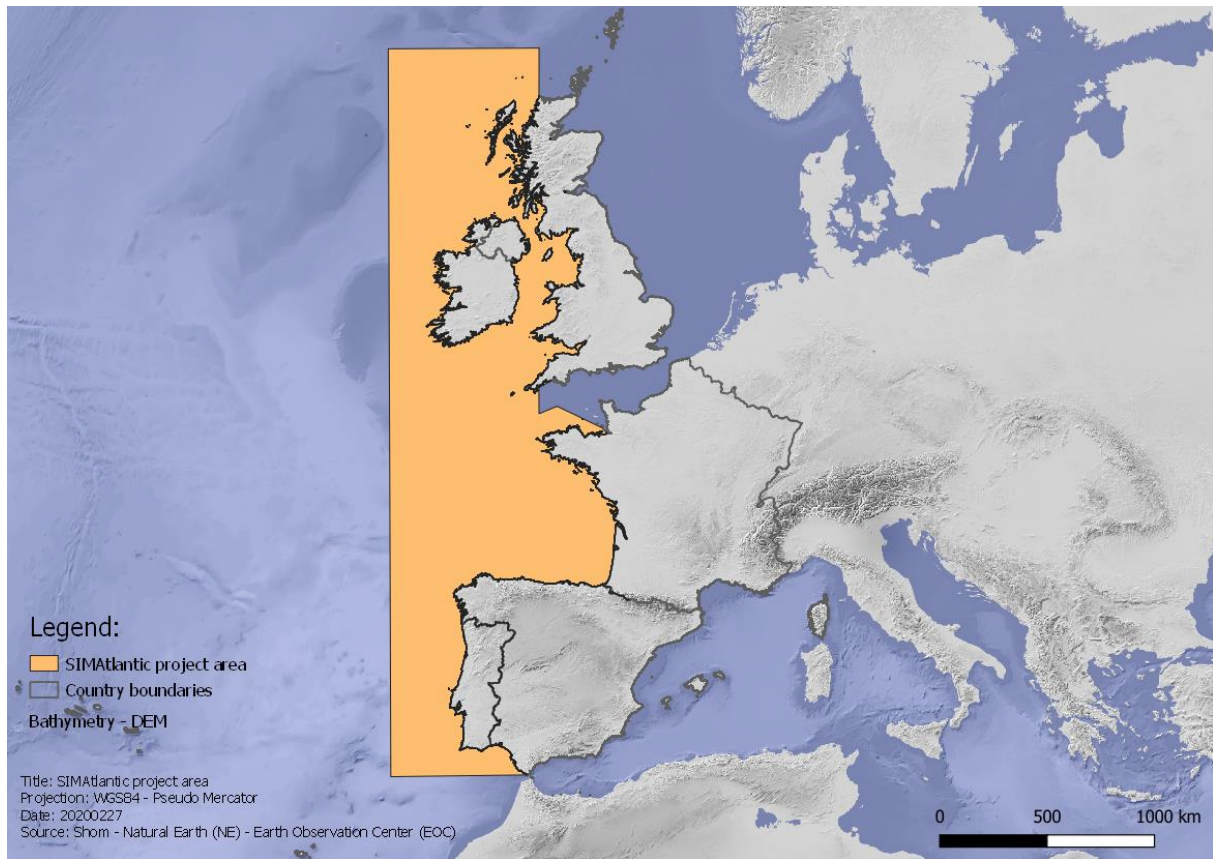 Legend:
SIMAtlantic project area
Country boundaries
Bathymetry - DEM
Title: SIMAtlantic project area
Projection: WGS84 - Pseudo Mercator
Date: 20200227
Source: Shom - Natural Earth (NE) - Earth Observation Center (EOC)
0 500 1000 km